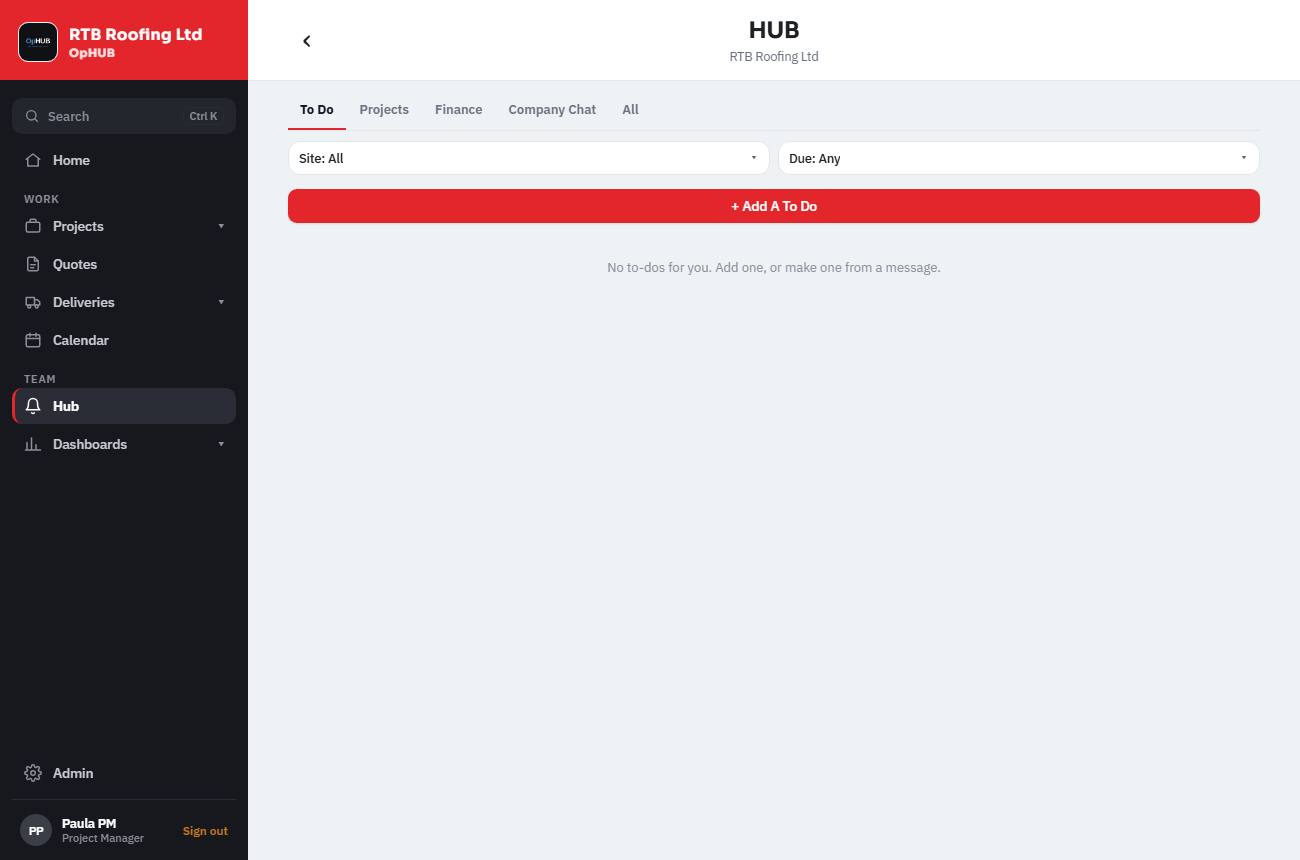 OpHUB
RTB Roofing Ltd
OpHUB
Search
Ctrl K
Home
WORK
Projects
Quotes
Deliveries
Calendar
TEAM
Hub
Dashboards
Admin
PP
Paula PM
Project Manager
Sign out
HUB
RTB Roofing Ltd
To Do
Projects
Finance
Company Chat
All
Site: All
Due: Any
+ Add A To Do
No to-dos for you. Add one, or make one from a message.